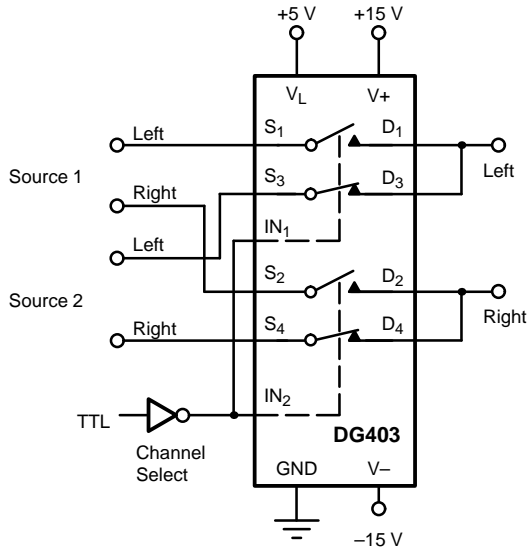 +5 V
+15 V
V_L
V+
Left
S₁
D₁
Left
Source 1
S₃
D₃
Right
IN₁
Left
S₂
D₂
Right
Source 2
Right
S₄
D₄
IN₂
TTL
Channel
Select
DG403
GND
V–
–15 V